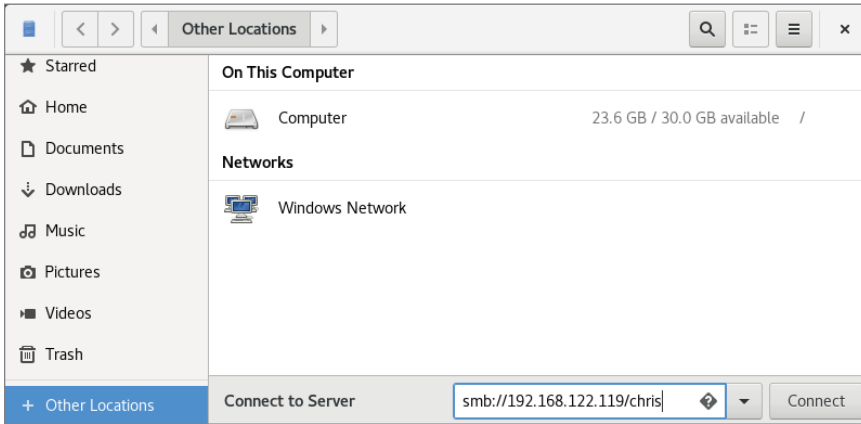 Other Locations
Starred
Home
Documents
Downloads
Music
Pictures
Videos
Trash
+ Other Locations
On This Computer
Computer 23.6 GB / 30.0 GB available /
Networks
Windows Network
Connect to Server smb://192.168.122.119/chris Connect